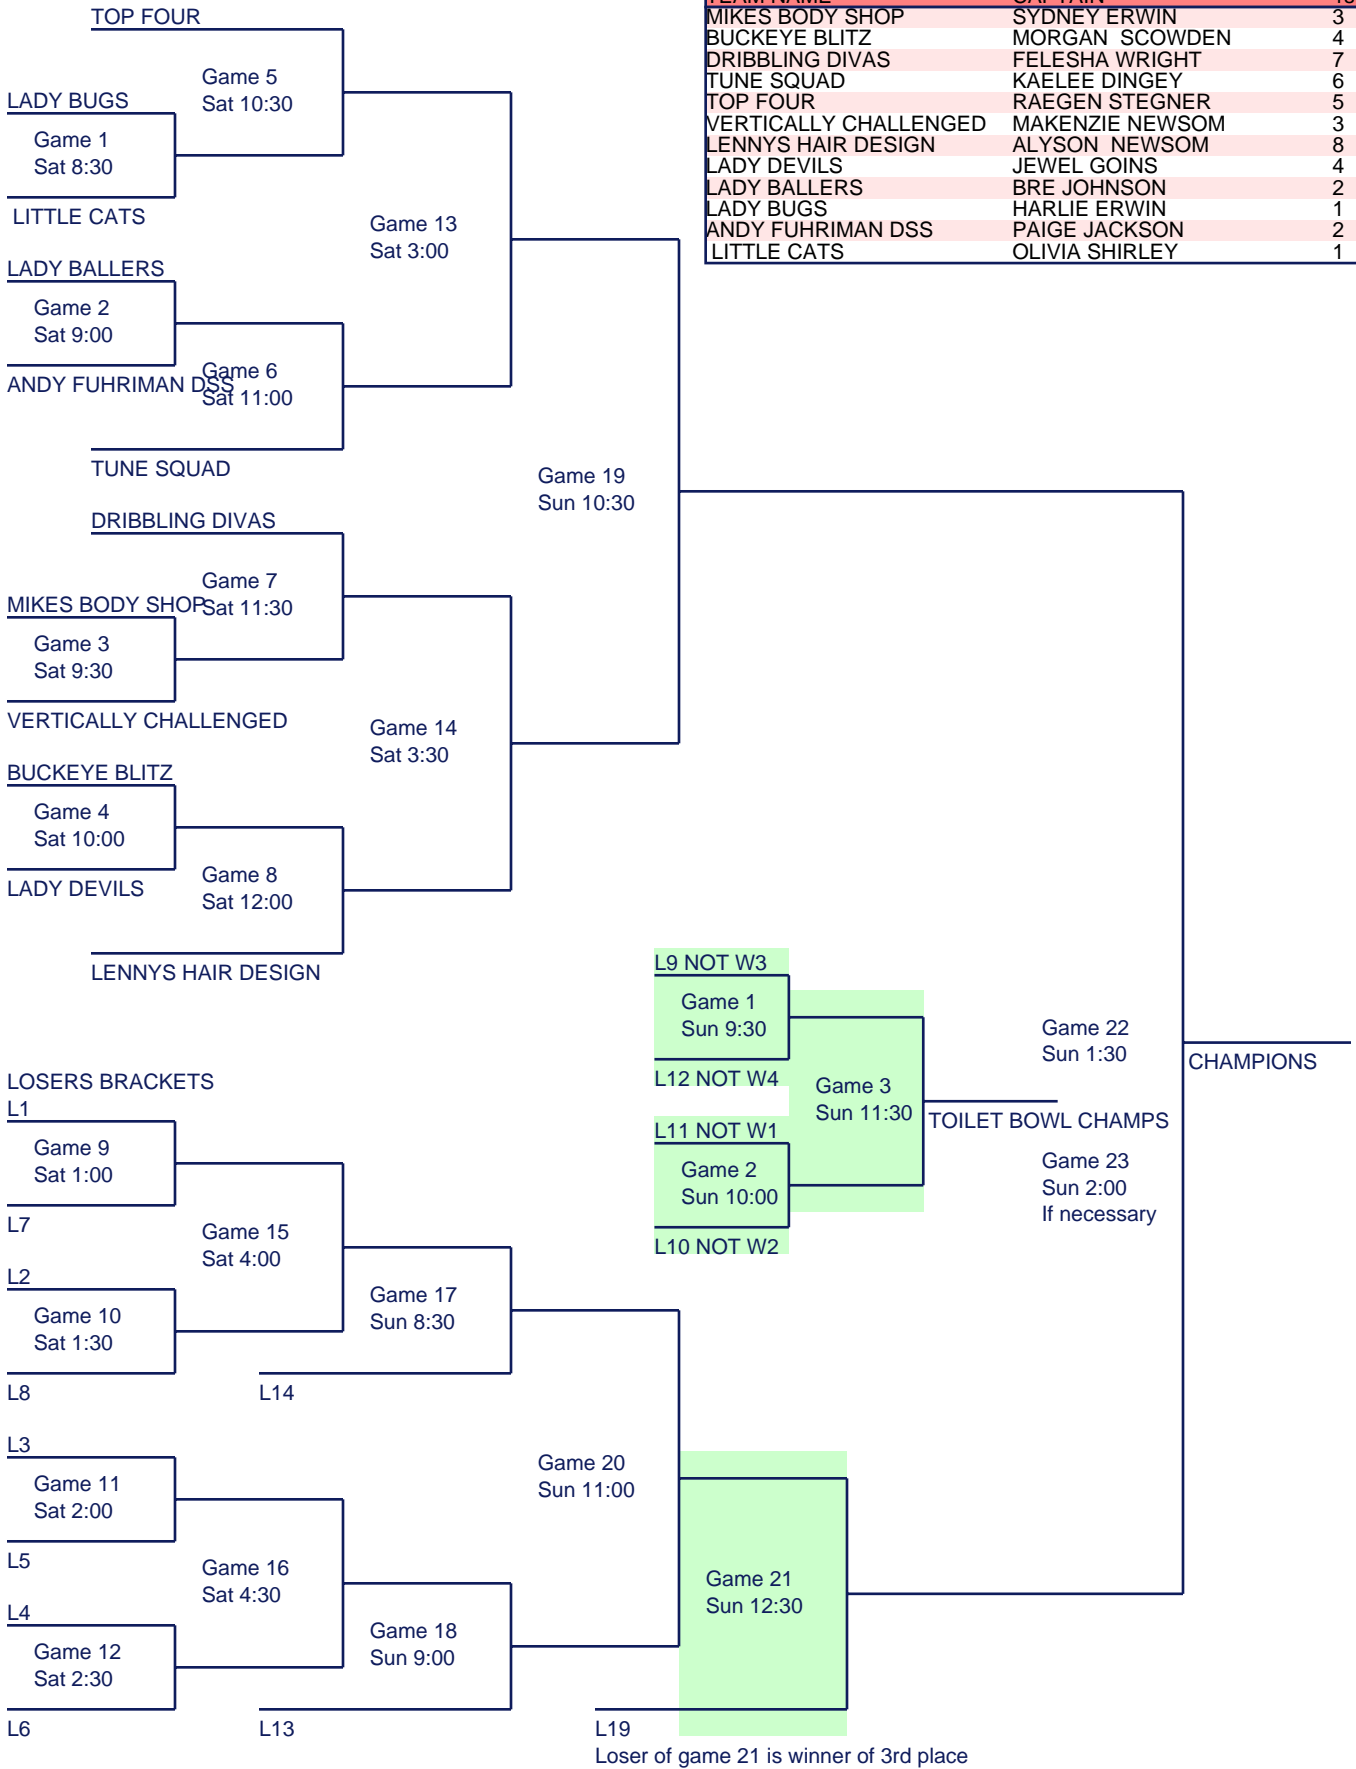 TOP FOUR
Game 5
Sat 10:30
LADY BUGS
Game 1
Sat 8:30
LITTLE CATS
Game 13
Sat 3:00
LADY BALLERS
Game 2
Sat 9:00
ANDY FUHRIMAN DSS
Game 6
Sat 11:00
TUNE SQUAD
Game 19
Sun 10:30
DRIBBLING DIVAS
Game 7
Sat 11:30
MIKES BODY SHOP
Game 3
Sat 9:30
VERTICALLY CHALLENGED
Game 14
Sat 3:30
BUCKEYE BLITZ
Game 4
Sat 10:00
LADY DEVILS
Game 8
Sat 12:00
LENNYS HAIR DESIGN
TEAM NAME CAPTAIN
MIKES BODY SHOP SYDNEY ERWIN 3
BUCKEYE BLITZ MORGAN SCOWDEN 4
DRIBBLING DIVAS FELESHA WRIGHT 7
TUNE SQUAD KAELEE DINGEY 6
TOP FOUR RAEGEN STEGNER 5
VERTICALLY CHALLENGED MAKENZIE NEWSOM 3
LENNYS HAIR DESIGN ALYSON NEWSOM 8
LADY DEVILS JEWEL GOINS 4
LADY BALLERS BRE JOHNSON 2
LADY BUGS HARLIE ERWIN 1
ANDY FUHRIMAN DSS PAIGE JACKSON 2
LITTLE CATS OLIVIA SHIRLEY 1
L9 NOT W3
Game 1
Sun 9:30
L12 NOT W4
Game 3
Sun 11:30
L11 NOT W1
Game 2
Sun 10:00
L10 NOT W2
TOILET BOWL CHAMPS
Game 22
Sun 1:30
CHAMPIONS
Game 23
Sun 2:00
If necessary
LOSERS BRACKETS
L1
Game 9
Sat 1:00
L7
Game 15
Sat 4:00
L2
Game 10
Sat 1:30
L8
Game 17
Sun 8:30
L14
L3
Game 11
Sat 2:00
L5
Game 20
Sun 11:00
Game 16
Sat 4:30
L4
Game 12
Sat 2:30
L6
Game 18
Sun 9:00
L13
Game 21
Sun 12:30
L19
Loser of game 21 is winner of 3rd place